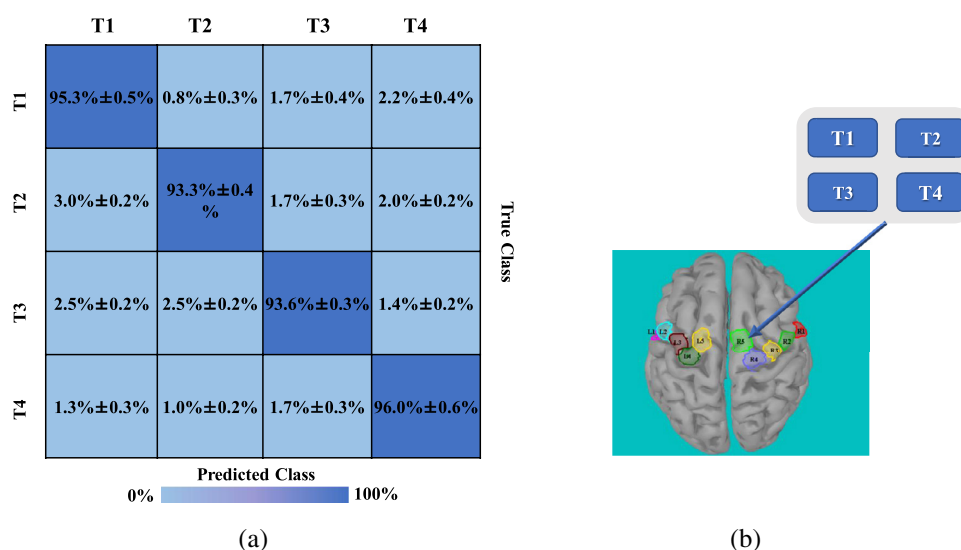 T1 T2 T3 T4
T1 95.3%±0.5% 0.8%±0.3% 1.7%±0.4% 2.2%±0.4%
T2 3.0%±0.2% 93.3%±0.4
% 1.7%±0.3% 2.0%±0.2%
T3 2.5%±0.2% 2.5%±0.2% 93.6%±0.3% 1.4%±0.2%
T4 1.3%±0.3% 1.0%±0.2% 1.7%±0.3% 96.0%±0.6%
True Class
Predicted Class
0% 100%
(a)
T1 T2
T3 T4
L1 L2 L3 L5
R2
R4
(b)